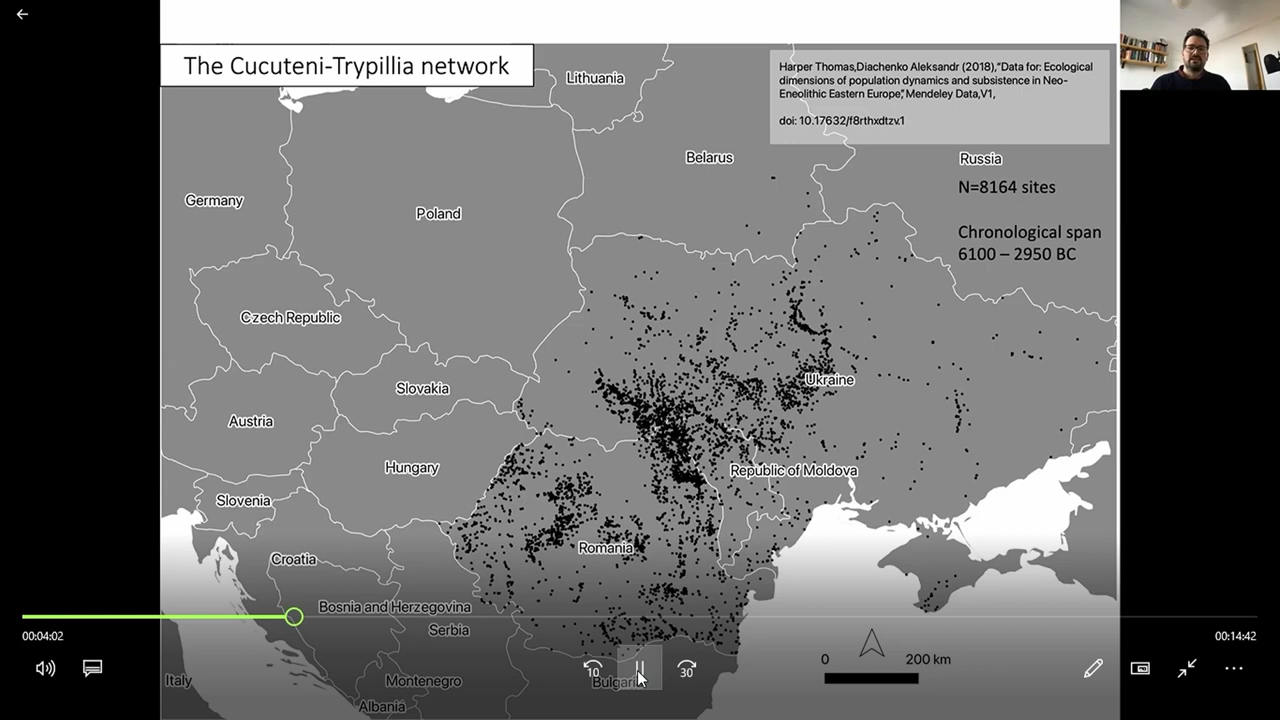 The Cucuteni-Trypillia network
Harper Thomas,Diachenko Aleksandr (2018),"Data for: Ecological
dimensions of population dynamics and subsistence in Neo-
Eneolithic Eastern Europe", Mendeley Data,V1,
doi: 10.17632/f8rthxdtzv.1
Lithuania
Belarus
Russia
N=8164 sites
Chronological span
6100 – 2950 BC
Germany
Poland
Czech Republic
Slovakia
Ukraine
Austria
Hungary
Republic of Moldova
Slovenia
Romania
Croatia
Bosnia and Herzegovina
Serbia
Italy
Montenegro
Albania
0 200 km
00:04:02
00:14:42
10
30